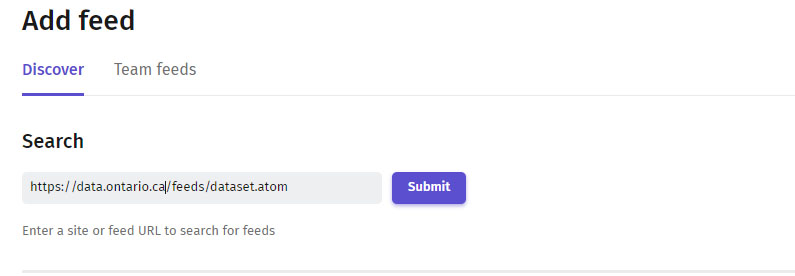 Add feed
Discover Team feeds
Search
https://data.ontario.ca/feeds/dataset.atom Submit
Enter a site or feed URL to search for feeds